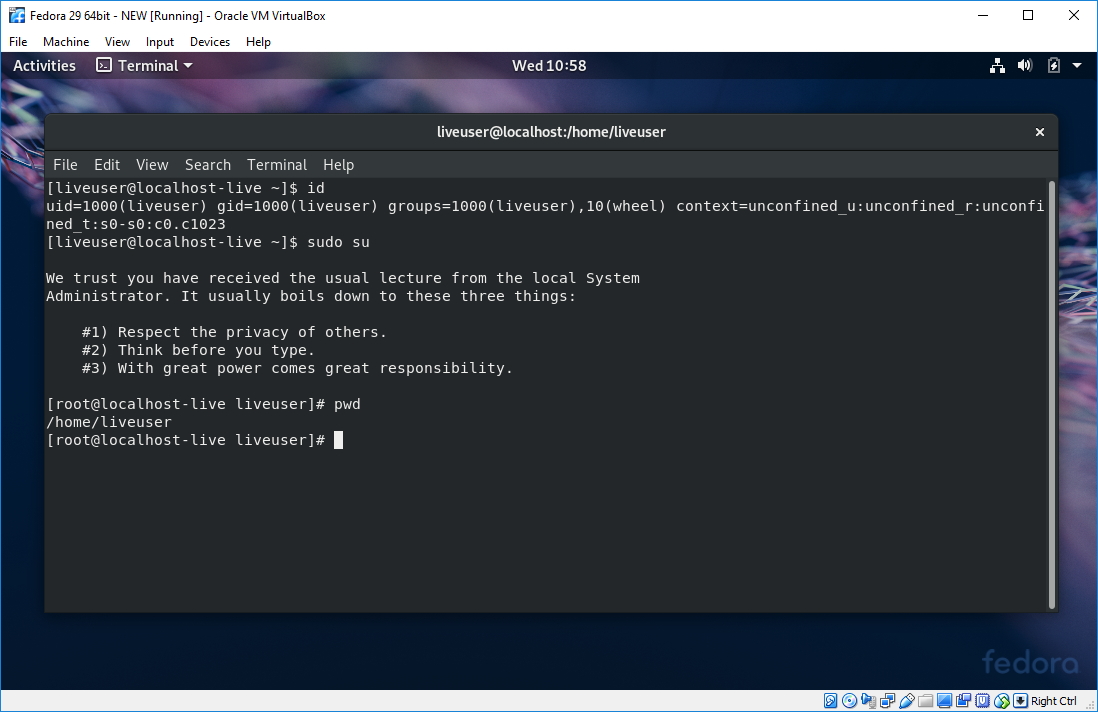 Fedora 29 64bit - NEW [Running] - Oracle VM VirtualBox
File Machine View Input Devices Help
Activities Terminal Wed 10:58
liveuser@localhost:/home/liveuser
File Edit View Search Terminal Help
[liveuser@localhost-live ~]$ id
uid=1000(liveuser) gid=1000(liveuser) groups=1000(liveuser),10(wheel) context=unconfined_u:unconfined_r:unconfi
ned_t:s0-s0:c0.c1023
[liveuser@localhost-live ~]$ sudo su
We trust you have received the usual lecture from the local System
Administrator. It usually boils down to these three things:
#1) Respect the privacy of others.
#2) Think before you type.
#3) With great power comes great responsibility.
[root@localhost-live liveuser]# pwd
/home/liveuser
[root@localhost-live liveuser]#
fedora
Right Ctrl